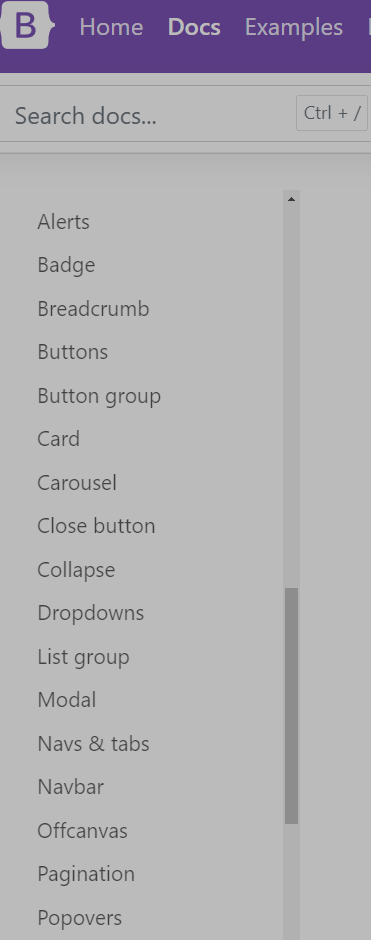 B Home Docs Examples
Search docs... Ctrl + /
Alerts
Badge
Breadcrumb
Buttons
Button group
Card
Carousel
Close button
Collapse
Dropdowns
List group
Modal
Navs & tabs
Navbar
Offcanvas
Pagination
Popovers